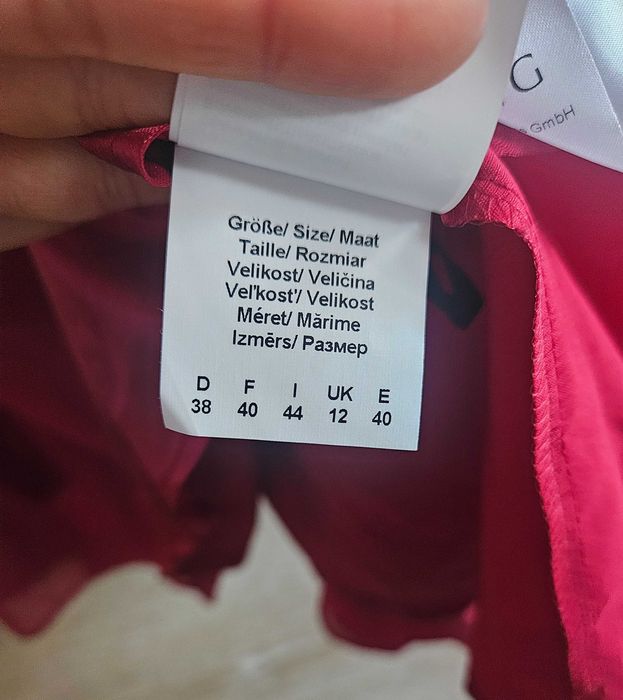 G
GmbH
Größe/ Size/ Maat
Taille/ Rozmiar
Velikost/ Veličina
Veľkosť/ Velikost
Méret/ Mărime
Izmērs/ Размер
D F I UK E
38 40 44 12 40